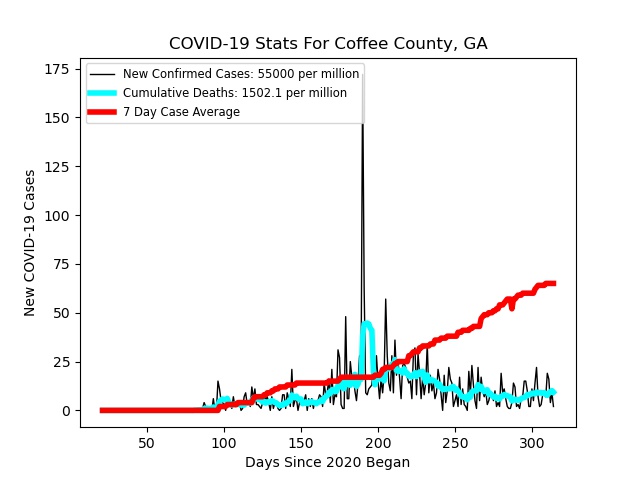 COVID-19 Stats For Coffee County, GA
New Confirmed Cases: 55000 per million
Cumulative Deaths: 1502.1 per million
7 Day Case Average
175
150
125
100
75
50
25
0
New COVID-19 Cases
50 100 150 200 250 300
Days Since 2020 Began